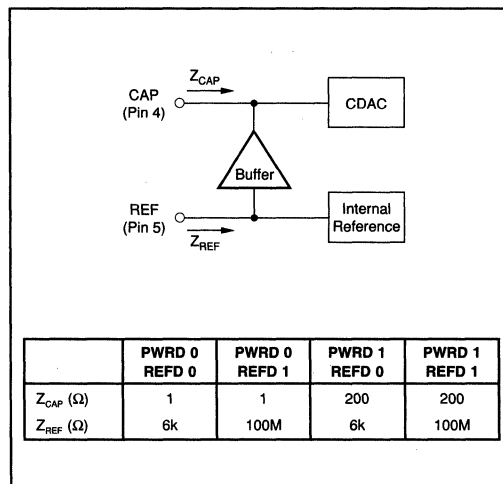 Z_CAP
CAP
(Pin 4)
CDAC
Buffer
REF
(Pin 5)
Internal
Reference
Z_REF
PWRD 0 REFD 0 | PWRD 0 REFD 1 | PWRD 1 REFD 0 | PWRD 1 REFD 1
Z_CAP (Ω) 1 1 200 200
Z_REF (Ω) 6k 100M 6k 100M